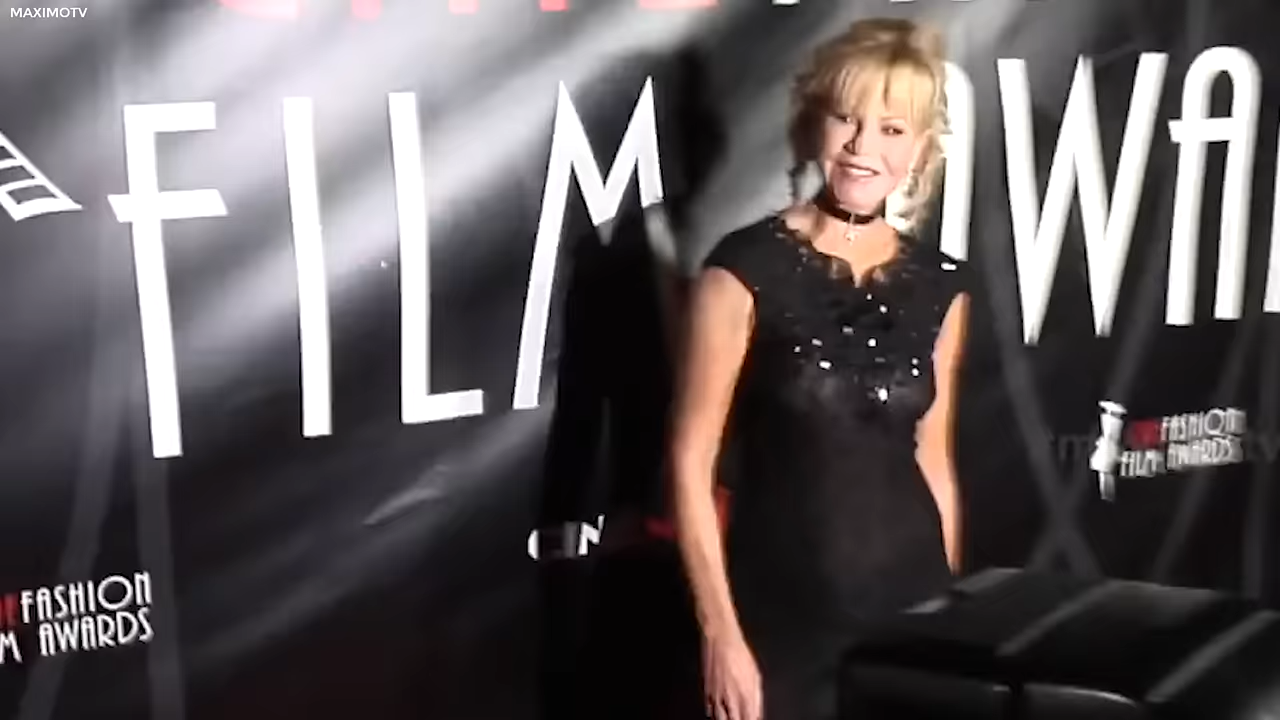 MAXIMOTV
FILM AWA
CIN
FASHION
FILM AWARDS
FASHION
M AWARDS